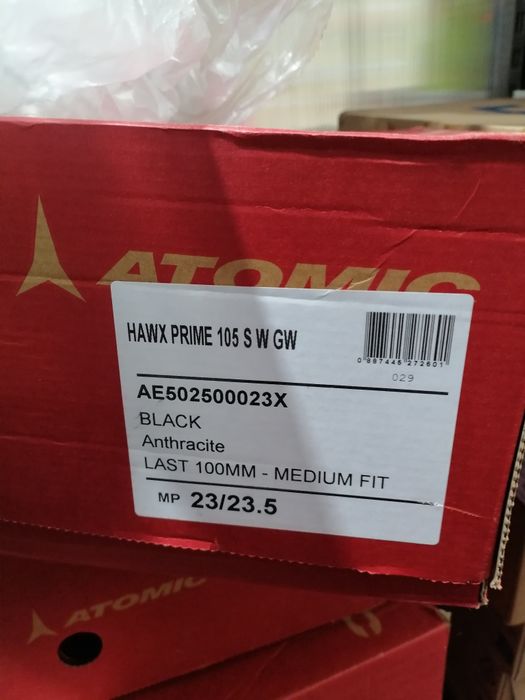 ATOMIC
HAWX PRIME 105 S W GW
0 887445 272601
029
AE502500023X
BLACK
Anthracite
LAST 100MM - MEDIUM FIT
MP 23/23.5
ATOMIC